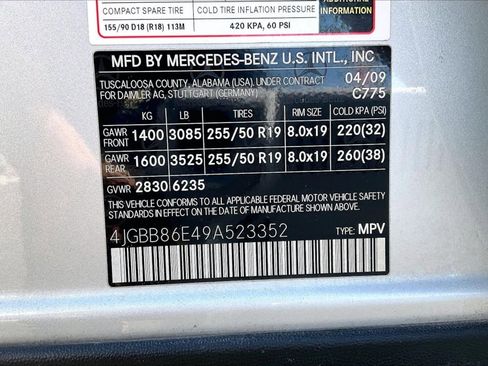 ADDITIONAL
INFORMATION
TIRE SIZE COLD TIRE INFLATION PRESSURE
155/90 D18 (R18) 113M 420 KPA, 60 PSI
MFD BY MERCEDES-BENZ U.S. INTL., INC
TUSCALOOSA COUNTY, ALABAMA (USA), UNDER CONTRACT 04/09
FOR DAIMLER AG, STUTTGART (GERMANY) C775
KG LB TIRES RIM SIZE COLD KPA (PSI)
GAWR FRONT 1400 3085 255/50 R19 8.0x19 220(32)
GAWR REAR 1600 3525 255/50 R19 8.0x19 260(38)
GVWR 2830 6235
THIS VEHICLE CONFORMS TO ALL APPLICABLE FEDERAL MOTOR VEHICLE SAFETY
STANDARDS IN EFFECT ON THE DATE OF MANUFACTURE SHOWN ABOVE.
4JGBB86E49A523352 TYPE: MPV